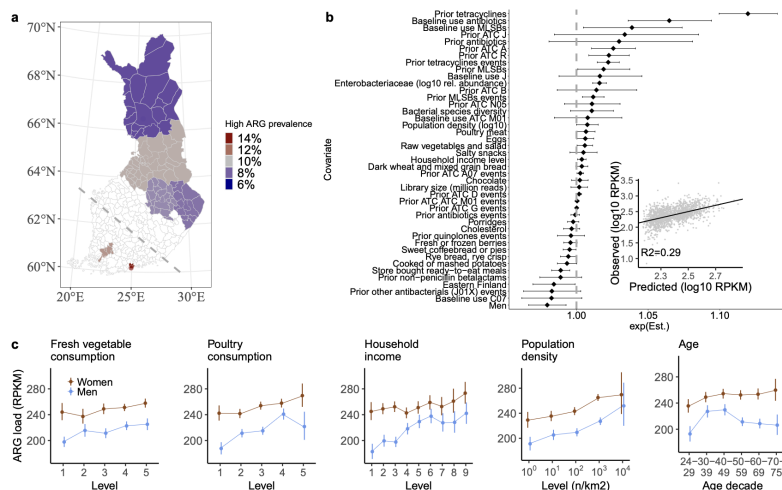 a
70°N
68°N
66°N
64°N
62°N
60°N
20°E
25°E
30°E
High ARG prevalence
14%
12%
10%
8%
6%
b
Covariate
Prior tetracyclines
Baseline use antibiotics
Baseline use MLSBs
Prior ATC J
Prior antibiotics
Prior ATC A
Prior ATC R
Prior tetracyclines events
Prior MLSBs
Baseline use J
Enterobacteriaceae (log10 rel. abundance)
Prior ATC B
Prior MLSBs events
Prior ATC N05
Bacterial species diversity
Baseline use ATC M01
Population density (log10)
Poultry meat
Eggs
Raw vegetables and salad
Salty snacks
Household income level
Dark wheat and mixed grain bread
Prior ATC A07 events
Chocolate
Library size (million reads)
Prior ATC D events
Prior ATC ATC M01 events
Prior ATC G events
Prior antibiotics events
Porridges
Cholesterol
Prior quinolones events
Fresh or frozen berries
Sweet coffeebread or pies
Rye bread, rye crisp
Cooked or mashed potatoes
Store bought ready-to-eat meals
Prior non-penicillin betalactams
Eastern Finland
Prior other antibacterials (J01X) events
Baseline use C07
Men
1.00
1.05
1.10
exp(Est.)
Observed (log10 RPKM)
3.5
3.0
2.5
2.0
1.5
1.0
R2=0.29
2.1
2.3
2.5
2.7
2.9
Predicted (log10 RPKM)
c
ARG load (RPKM)
Fresh vegetable
consumption
Women
Men
280
240
200
1 2 3 4 5
Level
Poultry
consumption
280
240
200
1 2 3 4 5
Level
Household
income
280
240
200
1 2 3 4 5 6 7 8 9
Level
Population
density
280
240
200
10⁰ 10¹ 10² 10³ 10⁴
Level (n/km2)
Age
280
240
200
24–30–40–50–60–70–
29 39 49 59 69 75
Age decade